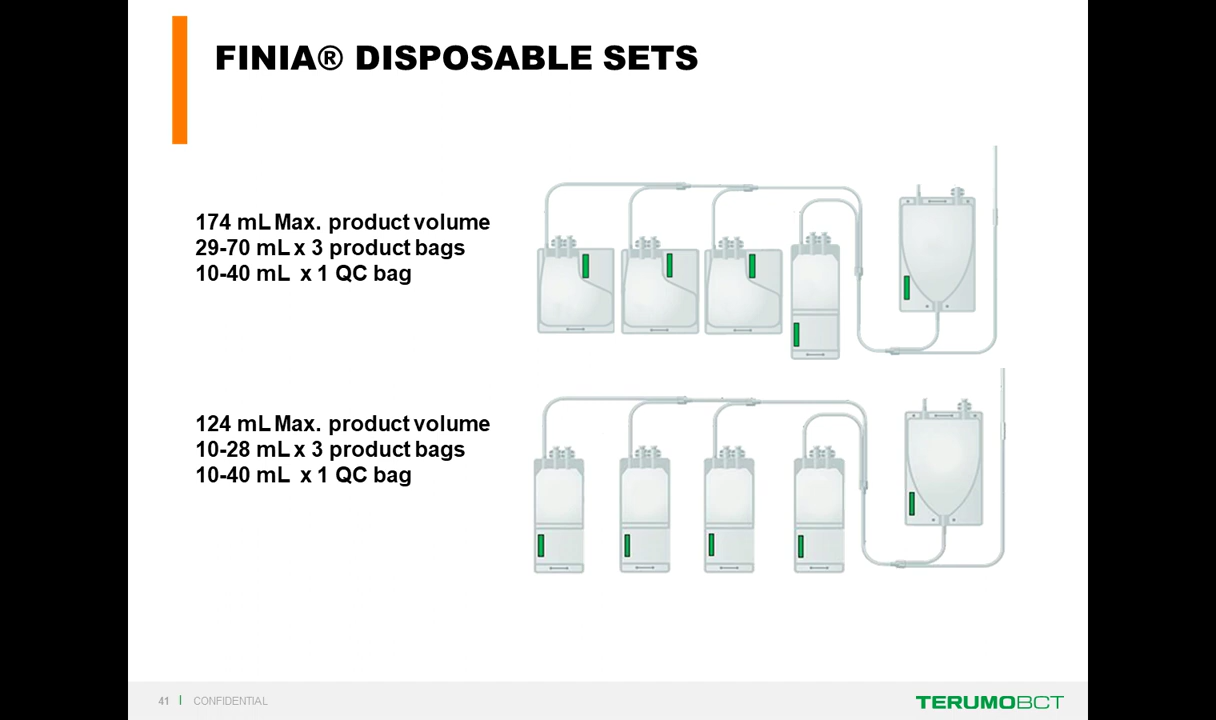 FINIA® DISPOSABLE SETS
174 mL Max. product volume
29-70 mL x 3 product bags
10-40 mL x 1 QC bag
124 mL Max. product volume
10-28 mL x 3 product bags
10-40 mL x 1 QC bag
41 | CONFIDENTIAL
TERUMOBCT